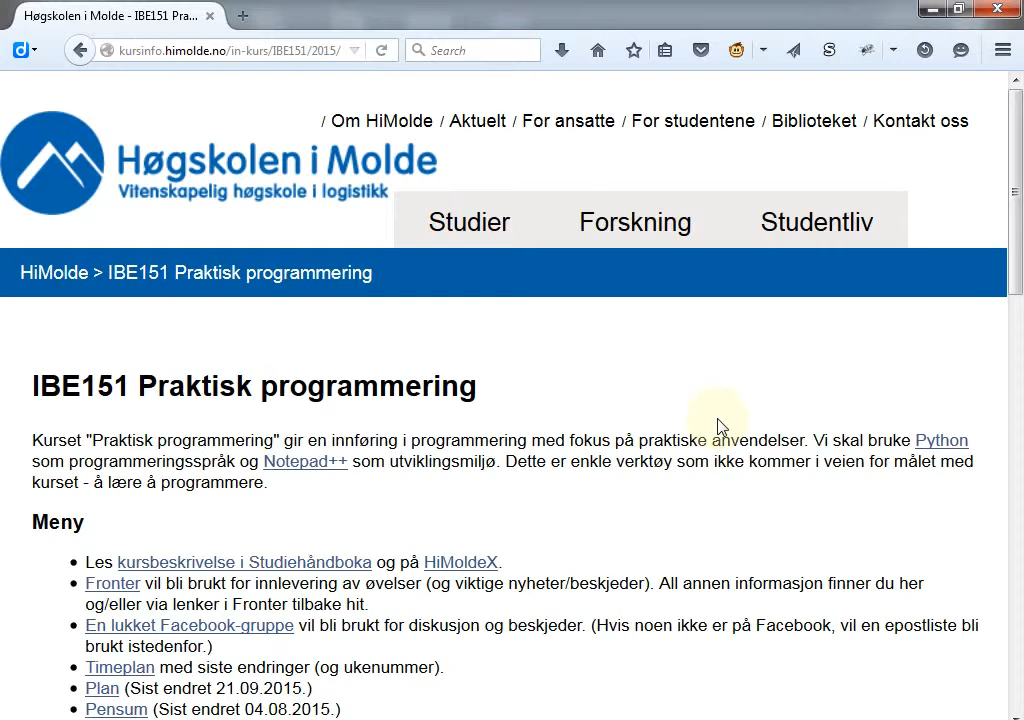 Høgskolen i Molde - IBE151 Pra...
kursinfo.himolde.no/in-kurs/IBE151/2015/
Search
/ Om HiMolde / Aktuelt / For ansatte / For studentene / Biblioteket / Kontakt oss
Høgskolen i Molde
Vitenskapelig høgskole i logistikk
Studier Forskning Studentliv
HiMolde > IBE151 Praktisk programmering
IBE151 Praktisk programmering
Kurset "Praktisk programmering" gir en innføring i programmering med fokus på praktiske anvendelser. Vi skal bruke Python
som programmeringsspråk og Notepad++ som utviklingsmiljø. Dette er enkle verktøy som ikke kommer i veien for målet med
kurset - å lære å programmere.
Meny
• Les kursbeskrivelse i Studiehåndboka og på HiMoldeX.
• Fronter vil bli brukt for innlevering av øvelser (og viktige nyheter/beskjeder). All annen informasjon finner du her
og/eller via lenker i Fronter tilbake hit.
• En lukket Facebook-gruppe vil bli brukt for diskusjon og beskjeder. (Hvis noen ikke er på Facebook, vil en epostliste bli
brukt istedenfor.)
• Timeplan med siste endringer (og ukenummer).
• Plan (Sist endret 21.09.2015.)
• Pensum (Sist endret 04.08.2015.)